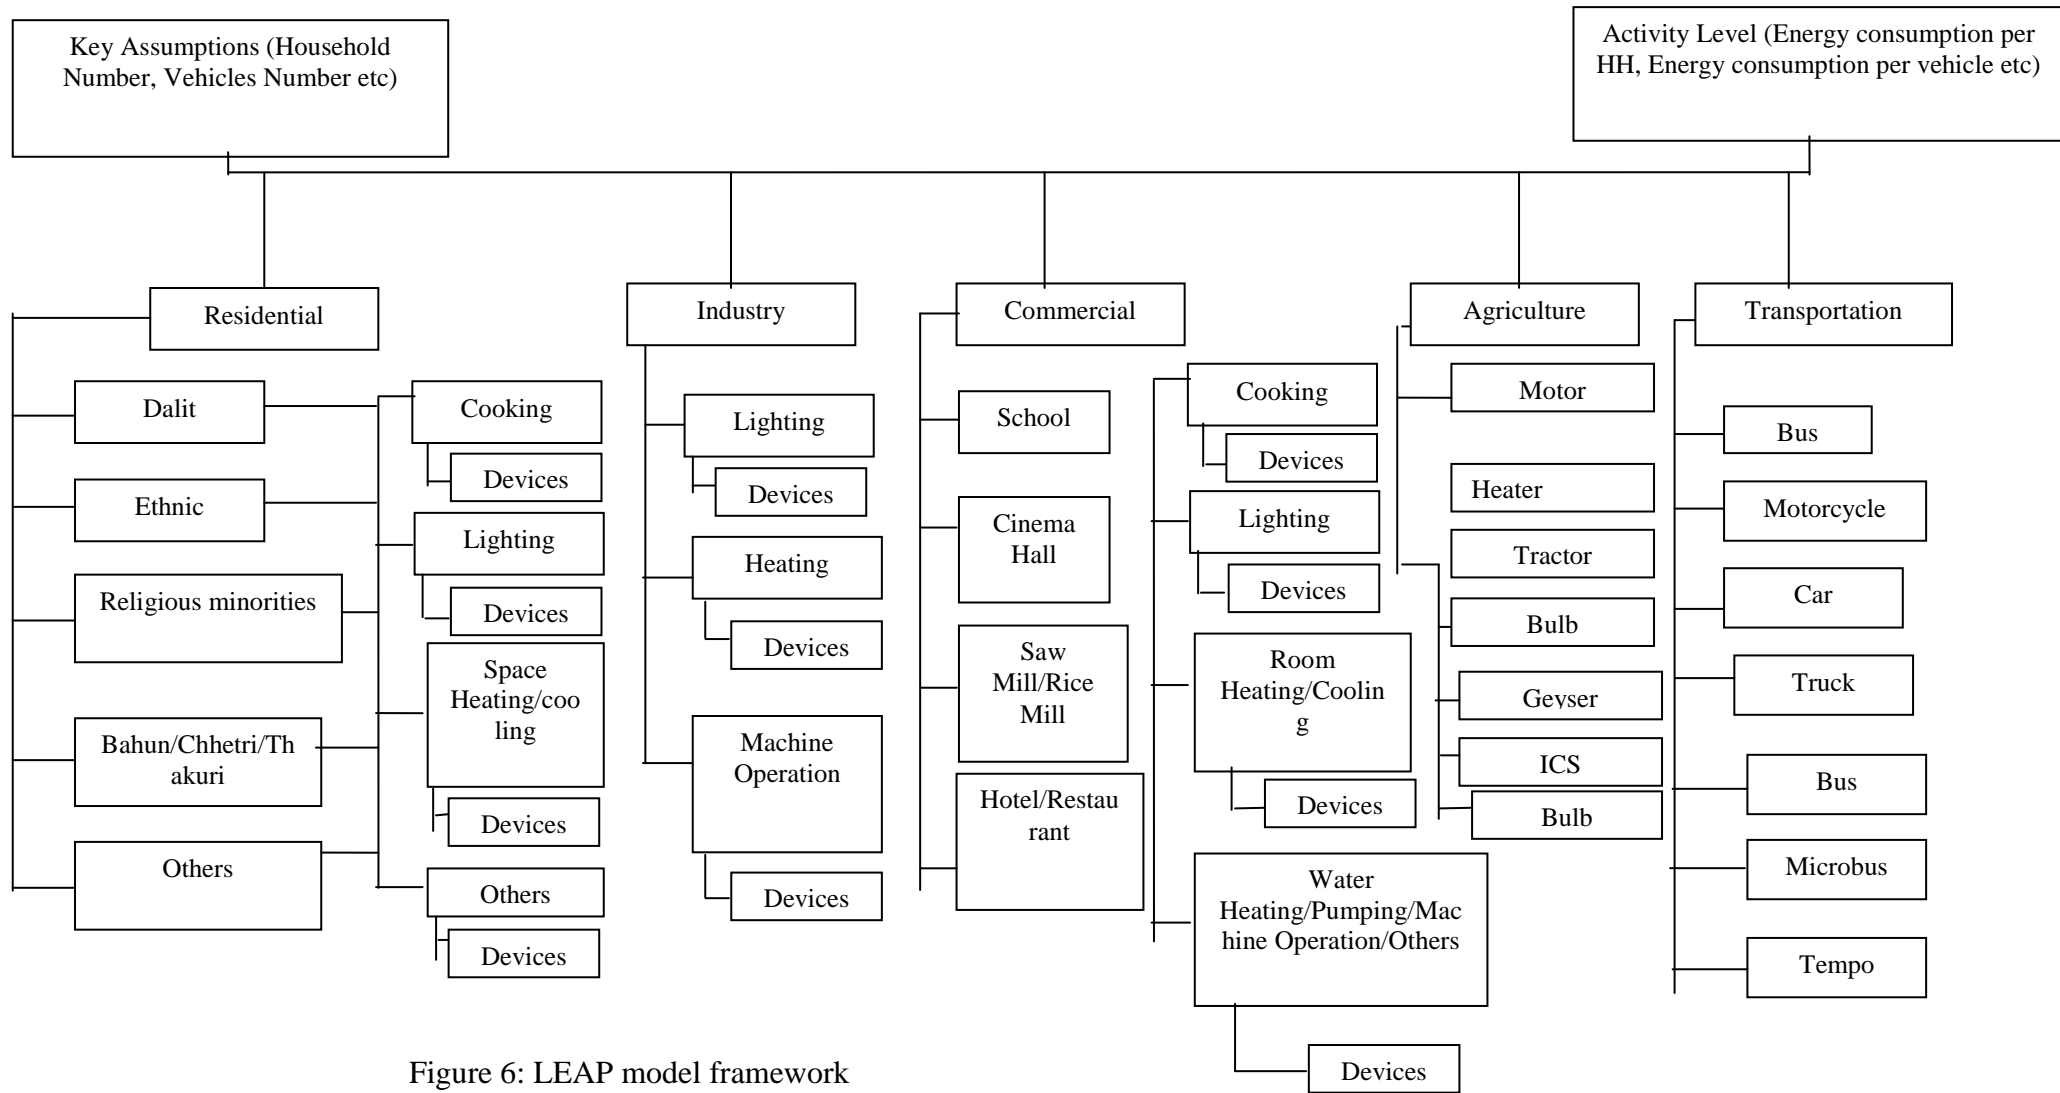 Key Assumptions (Household
Number, Vehicles Number etc)
Activity Level (Energy consumption per
HH, Energy consumption per vehicle etc)
Residential
Dalit
Ethnic
Religious minorities
Bahun/Chhetri/Th
akuri
Others
Cooking
Devices
Lighting
Devices
Space
Heating/coo
ling
Devices
Others
Devices
Industry
Lighting
Devices
Heating
Devices
Machine
Operation
Devices
Commercial
School
Cinema
Hall
Saw
Mill/Rice
Mill
Hotel/Restau
rant
Cooking
Devices
Lighting
Devices
Room
Heating/Coolin
g
Devices
Water
Heating/Pumping/Mac
hine Operation/Others
Devices
Agriculture
Motor
Heater
Tractor
Bulb
Geyser
ICS
Bulb
Transportation
Bus
Motorcycle
Car
Truck
Bus
Microbus
Tempo
Figure 6: LEAP model framework